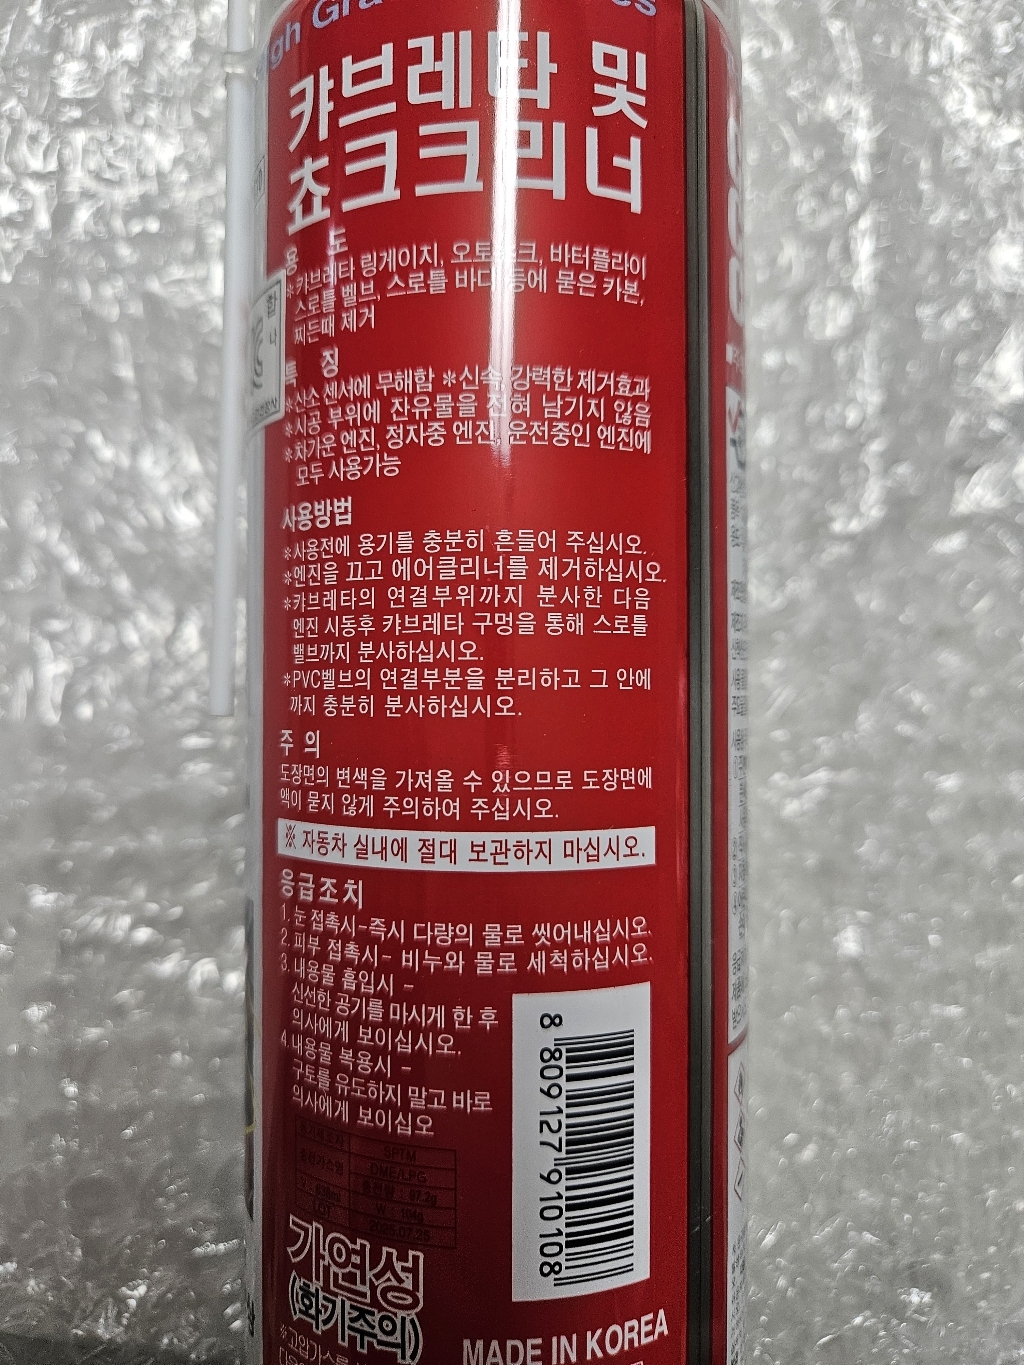 캬브레타 및
쵸크크리너
용 도
*캬브레타 링게이지, 오토쵸크, 바터플라이
스로틀 벨브, 스로틀 바디 등에 묻은 카본,
찌든때 제거
특 징
*산소 센서에 무해함 *신속, 강력한 제거효과
*시공 부위에 잔유물을 전혀 남기지 않음
*차가운 엔진, 정지중 엔진, 운전중인 엔진에
모두 사용가능
사용방법
*사용전에 용기를 충분히 흔들어 주십시오.
*엔진을 끄고 에어클리너를 제거하십시오.
*캬브레타의 연결부위까지 분사한 다음
엔진 시동후 캬브레타 구멍을 통해 스로틀
밸브까지 분사하십시오.
*PVC벨브의 연결부분을 분리하고 그 안에
까지 충분히 분사하십시오.
주 의
도장면의 변색을 가져올 수 있으므로 도장면에
액이 묻지 않게 주의하여 주십시오.
※ 자동차 실내에 절대 보관하지 마십시오.
응급조치
1. 눈 접촉시-즉시 다량의 물로 씻어내십시오.
2. 피부 접촉시- 비누와 물로 세척하십시오.
3. 내용물 흡입시 -
신선한 공기를 마시게 한 후
의사에게 보이십시오.
4. 내용물 복용시 -
구토를 유도하지 말고 바로
의사에게 보이십오
8 809127 910108
SPTM
DME/LPG
2025.07.25
가연성
(화기주의)
MADE IN KOREA